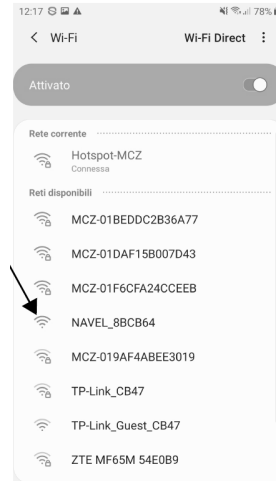 12:17 78%
Wi-Fi Wi-Fi Direct
Attivato
Rete corrente
Hotspot-MCZ
Connessa
Reti disponibili
MCZ-01BEDDC2B36A77
MCZ-01DAF15B007D43
MCZ-01F6CFA24CCEEB
NAVEL_8BCB64
MCZ-019AF4ABEE3019
TP-Link_CB47
TP-Link_Guest_CB47
ZTE MF65M 54E0B9